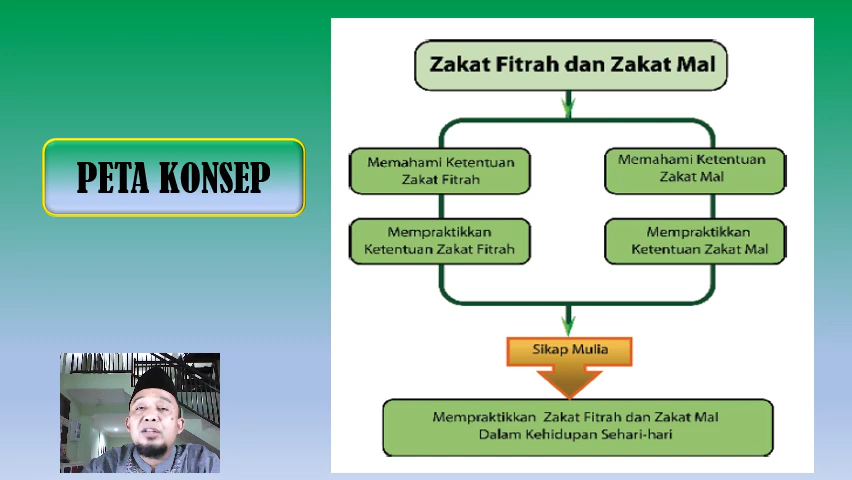 PETA KONSEP
Zakat Fitrah dan Zakat Mal
Memahami Ketentuan
Zakat Fitrah
Memahami Ketentuan
Zakat Mal
Mempraktikkan
Ketentuan Zakat Fitrah
Mempraktikkan
Ketentuan Zakat Mal
Sikap Mulia
Mempraktikkan Zakat Fitrah dan Zakat Mal
Dalam Kehidupan Sehari-hari